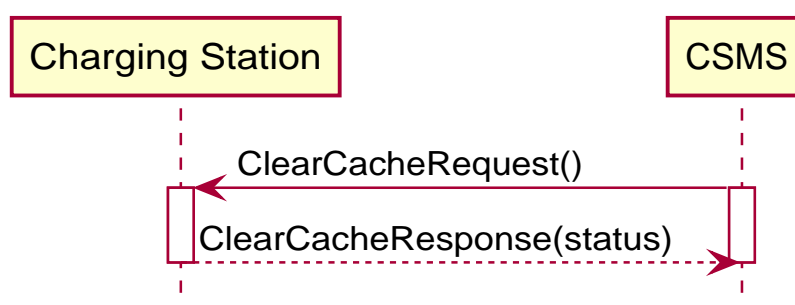 Charging Station
CSMS
ClearCacheRequest()
ClearCacheResponse(status)